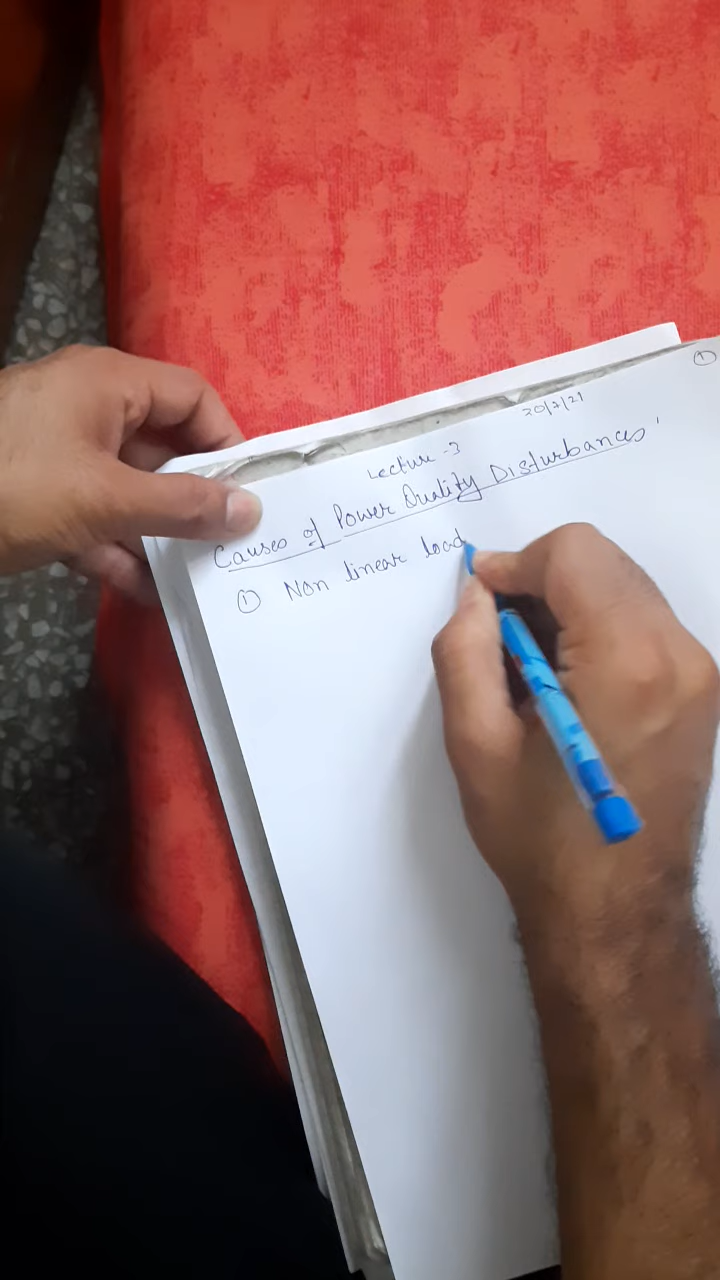 ①
20/7/21
Lecture -3
Causes of Power Quality Disturbances'
① Non linear load